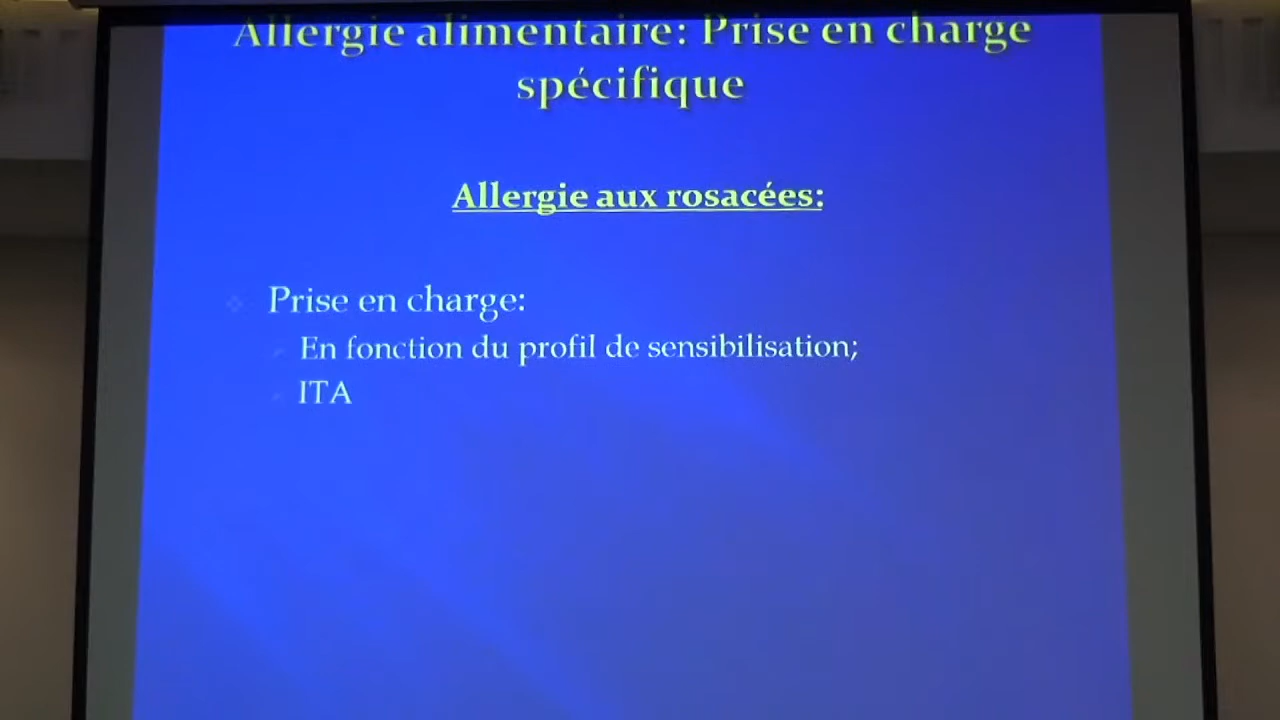 Allergie alimentaire: Prise en charge
spécifique
Allergie aux rosacées:
Prise en charge:
En fonction du profil de sensibilisation;
ITA